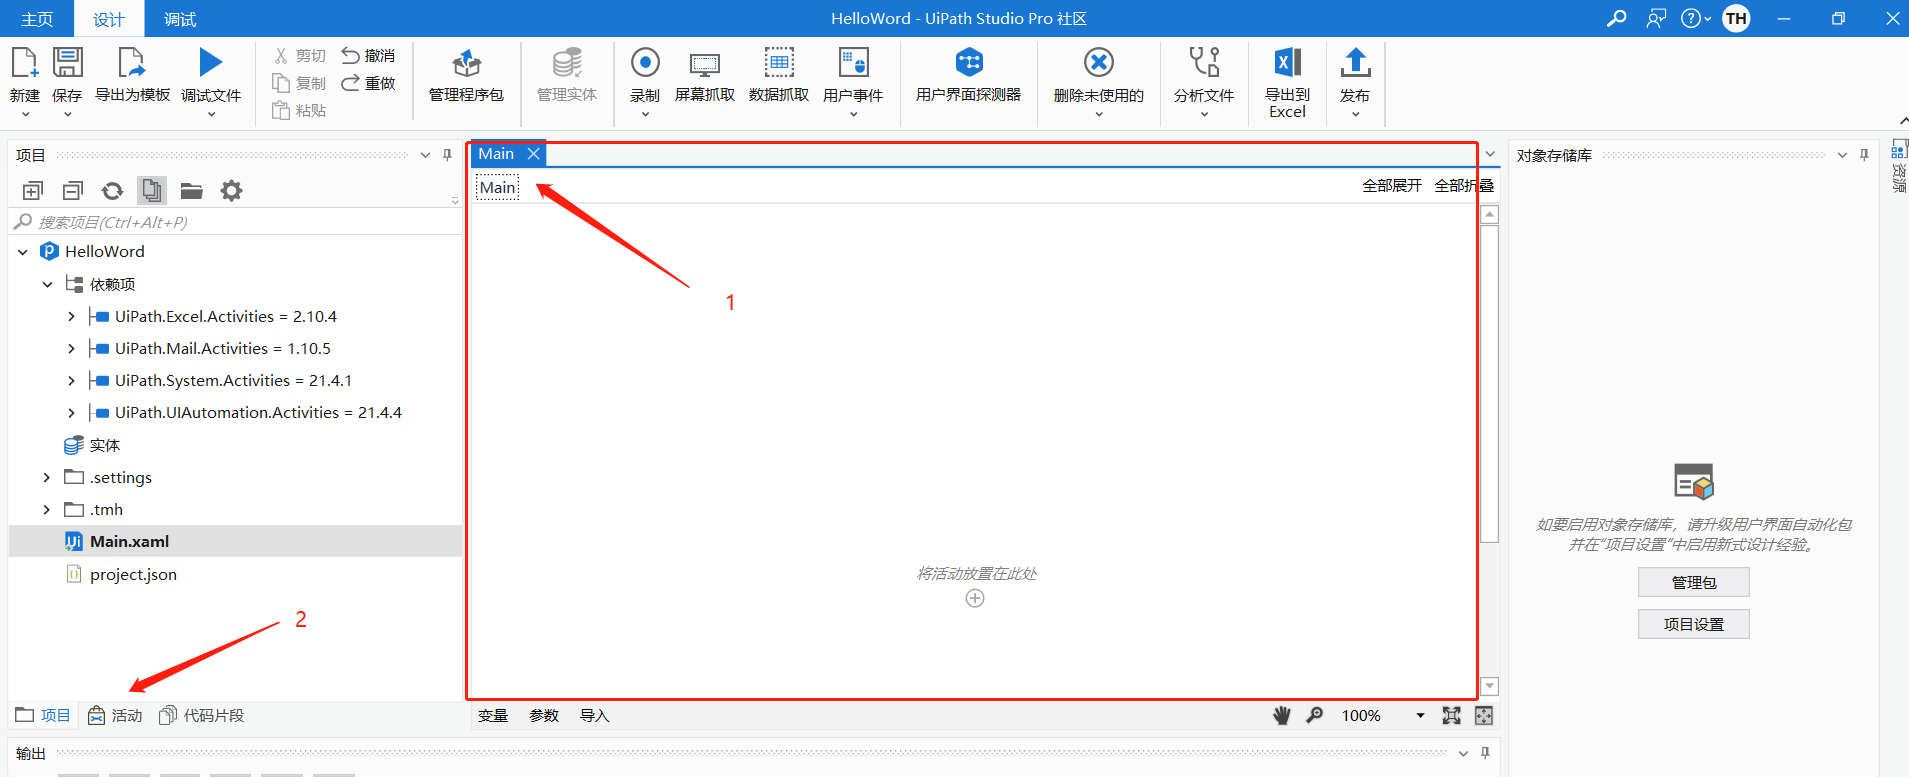 主页 设计 调试 HelloWord - UiPath Studio Pro 社区 TH
新建 保存 导出为模板 调试文件 剪切 复制 粘贴 撤消 重做 管理程序包 管理实体 录制 屏幕抓取 数据抓取 用户事件 用户界面探测器 删除未使用的 分析文件 导出到 Excel 发布
项目
搜索项目(Ctrl+Alt+P)
HelloWord
依赖项
UiPath.Excel.Activities = 2.10.4
UiPath.Mail.Activities = 1.10.5
UiPath.System.Activities = 21.4.1
UiPath.UIAutomation.Activities = 21.4.4
实体
.settings
.tmh
Main.xaml
project.json
2
项目 活动 代码片段
Main
Main 全部展开 全部折叠
1
将活动放置在此处
变量 参数 导入 100%
对象存储库
如要启用对象存储库，请升级用户界面自动化包
并在“项目设置”中启用新式设计经验。
管理包
项目设置
资源
输出